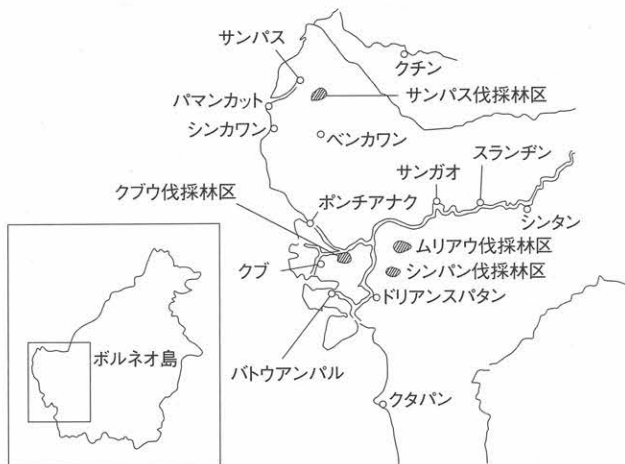 サンパス
クチン
サンパス伐採林区
パマンカット
シンカワン
ベンカワン
スランヂン
サンガオ
クブウ伐採林区
ポンチアナク
シンタン
ムリアウ伐採林区
クブ
シンパン伐採林区
ドリアンスパタン
ボルネオ島
バトウアンパル
クタパン